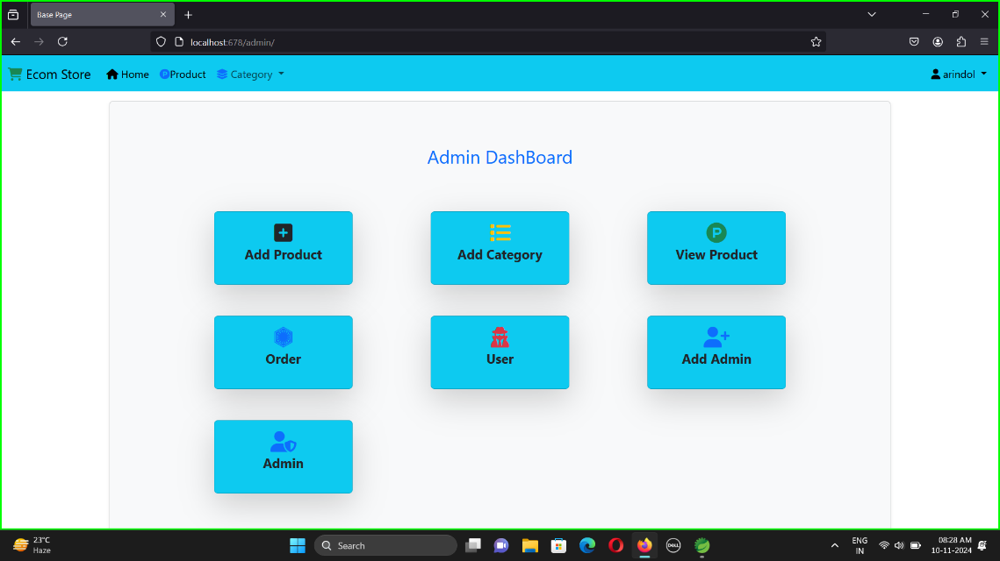 Base Page
localhost:678/admin/
Ecom Store Home Product Category arindol
Admin DashBoard
Add Product Add Category View Product
Order User Add Admin
Admin
23°C
Haze
Search
DELL
ENG
IN
08:28 AM
10-11-2024